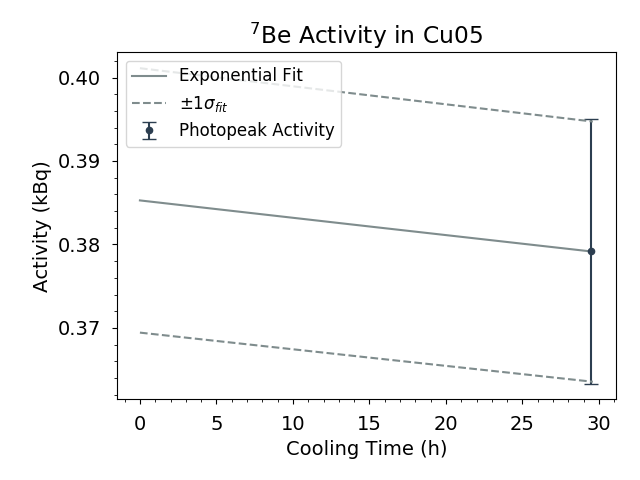 ⁷Be Activity in Cu05
Exponential Fit
±1σ_fit
Photopeak Activity
Activity (kBq)
0.40
0.39
0.38
0.37
0 5 10 15 20 25 30
Cooling Time (h)